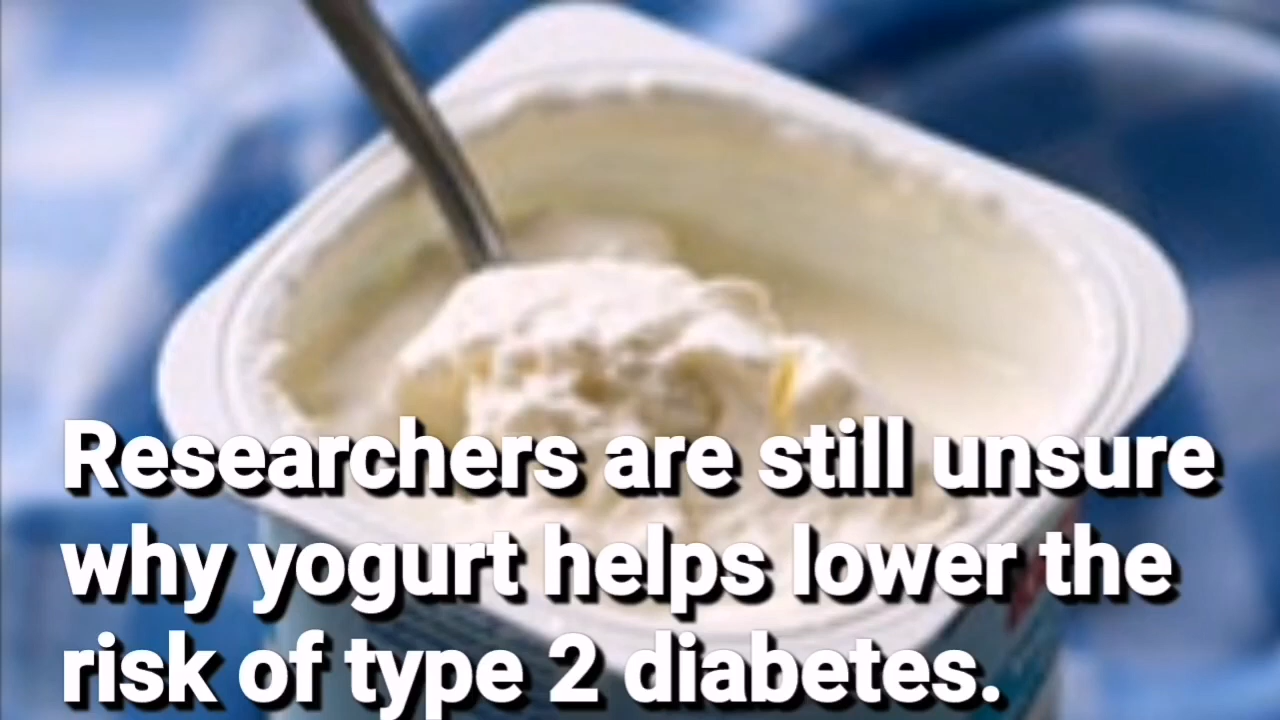 Researchers are still unsure
why yogurt helps lower the
risk of type 2 diabetes.